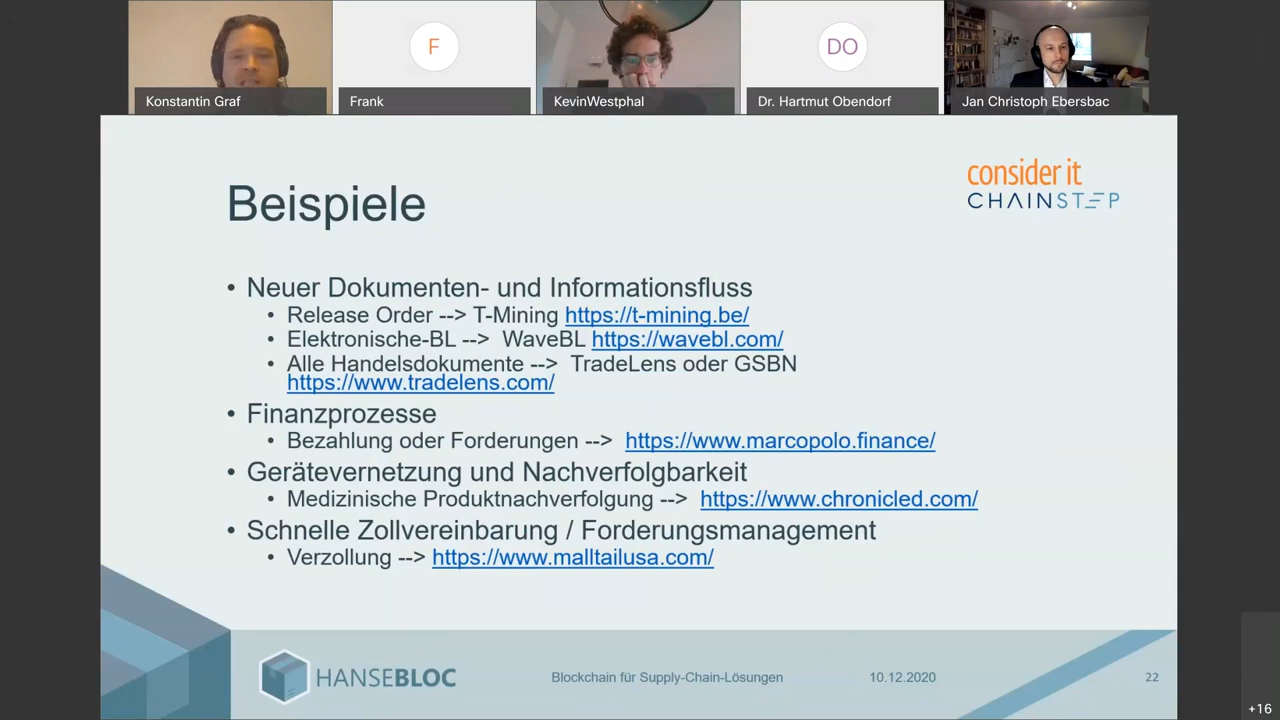 Konstantin Graf
F
Frank
KevinWestphal
DO
Dr. Hartmut Obendorf
Jan Christoph Ebersbac
consider it
CHAINSTEP
Beispiele
• Neuer Dokumenten- und Informationsfluss
• Release Order --> T-Mining https://t-mining.be/
• Elektronische-BL --> WaveBL https://wavebl.com/
• Alle Handelsdokumente --> TradeLens oder GSBN
https://www.tradelens.com/
• Finanzprozesse
• Bezahlung oder Forderungen --> https://www.marcopolo.finance/
• Gerätevernetzung und Nachverfolgbarkeit
• Medizinische Produktnachverfolgung --> https://www.chronicled.com/
• Schnelle Zollvereinbarung / Forderungsmanagement
• Verzollung --> https://www.malltailusa.com/
HANSEBLOC
Blockchain für Supply-Chain-Lösungen
10.12.2020
22
+16